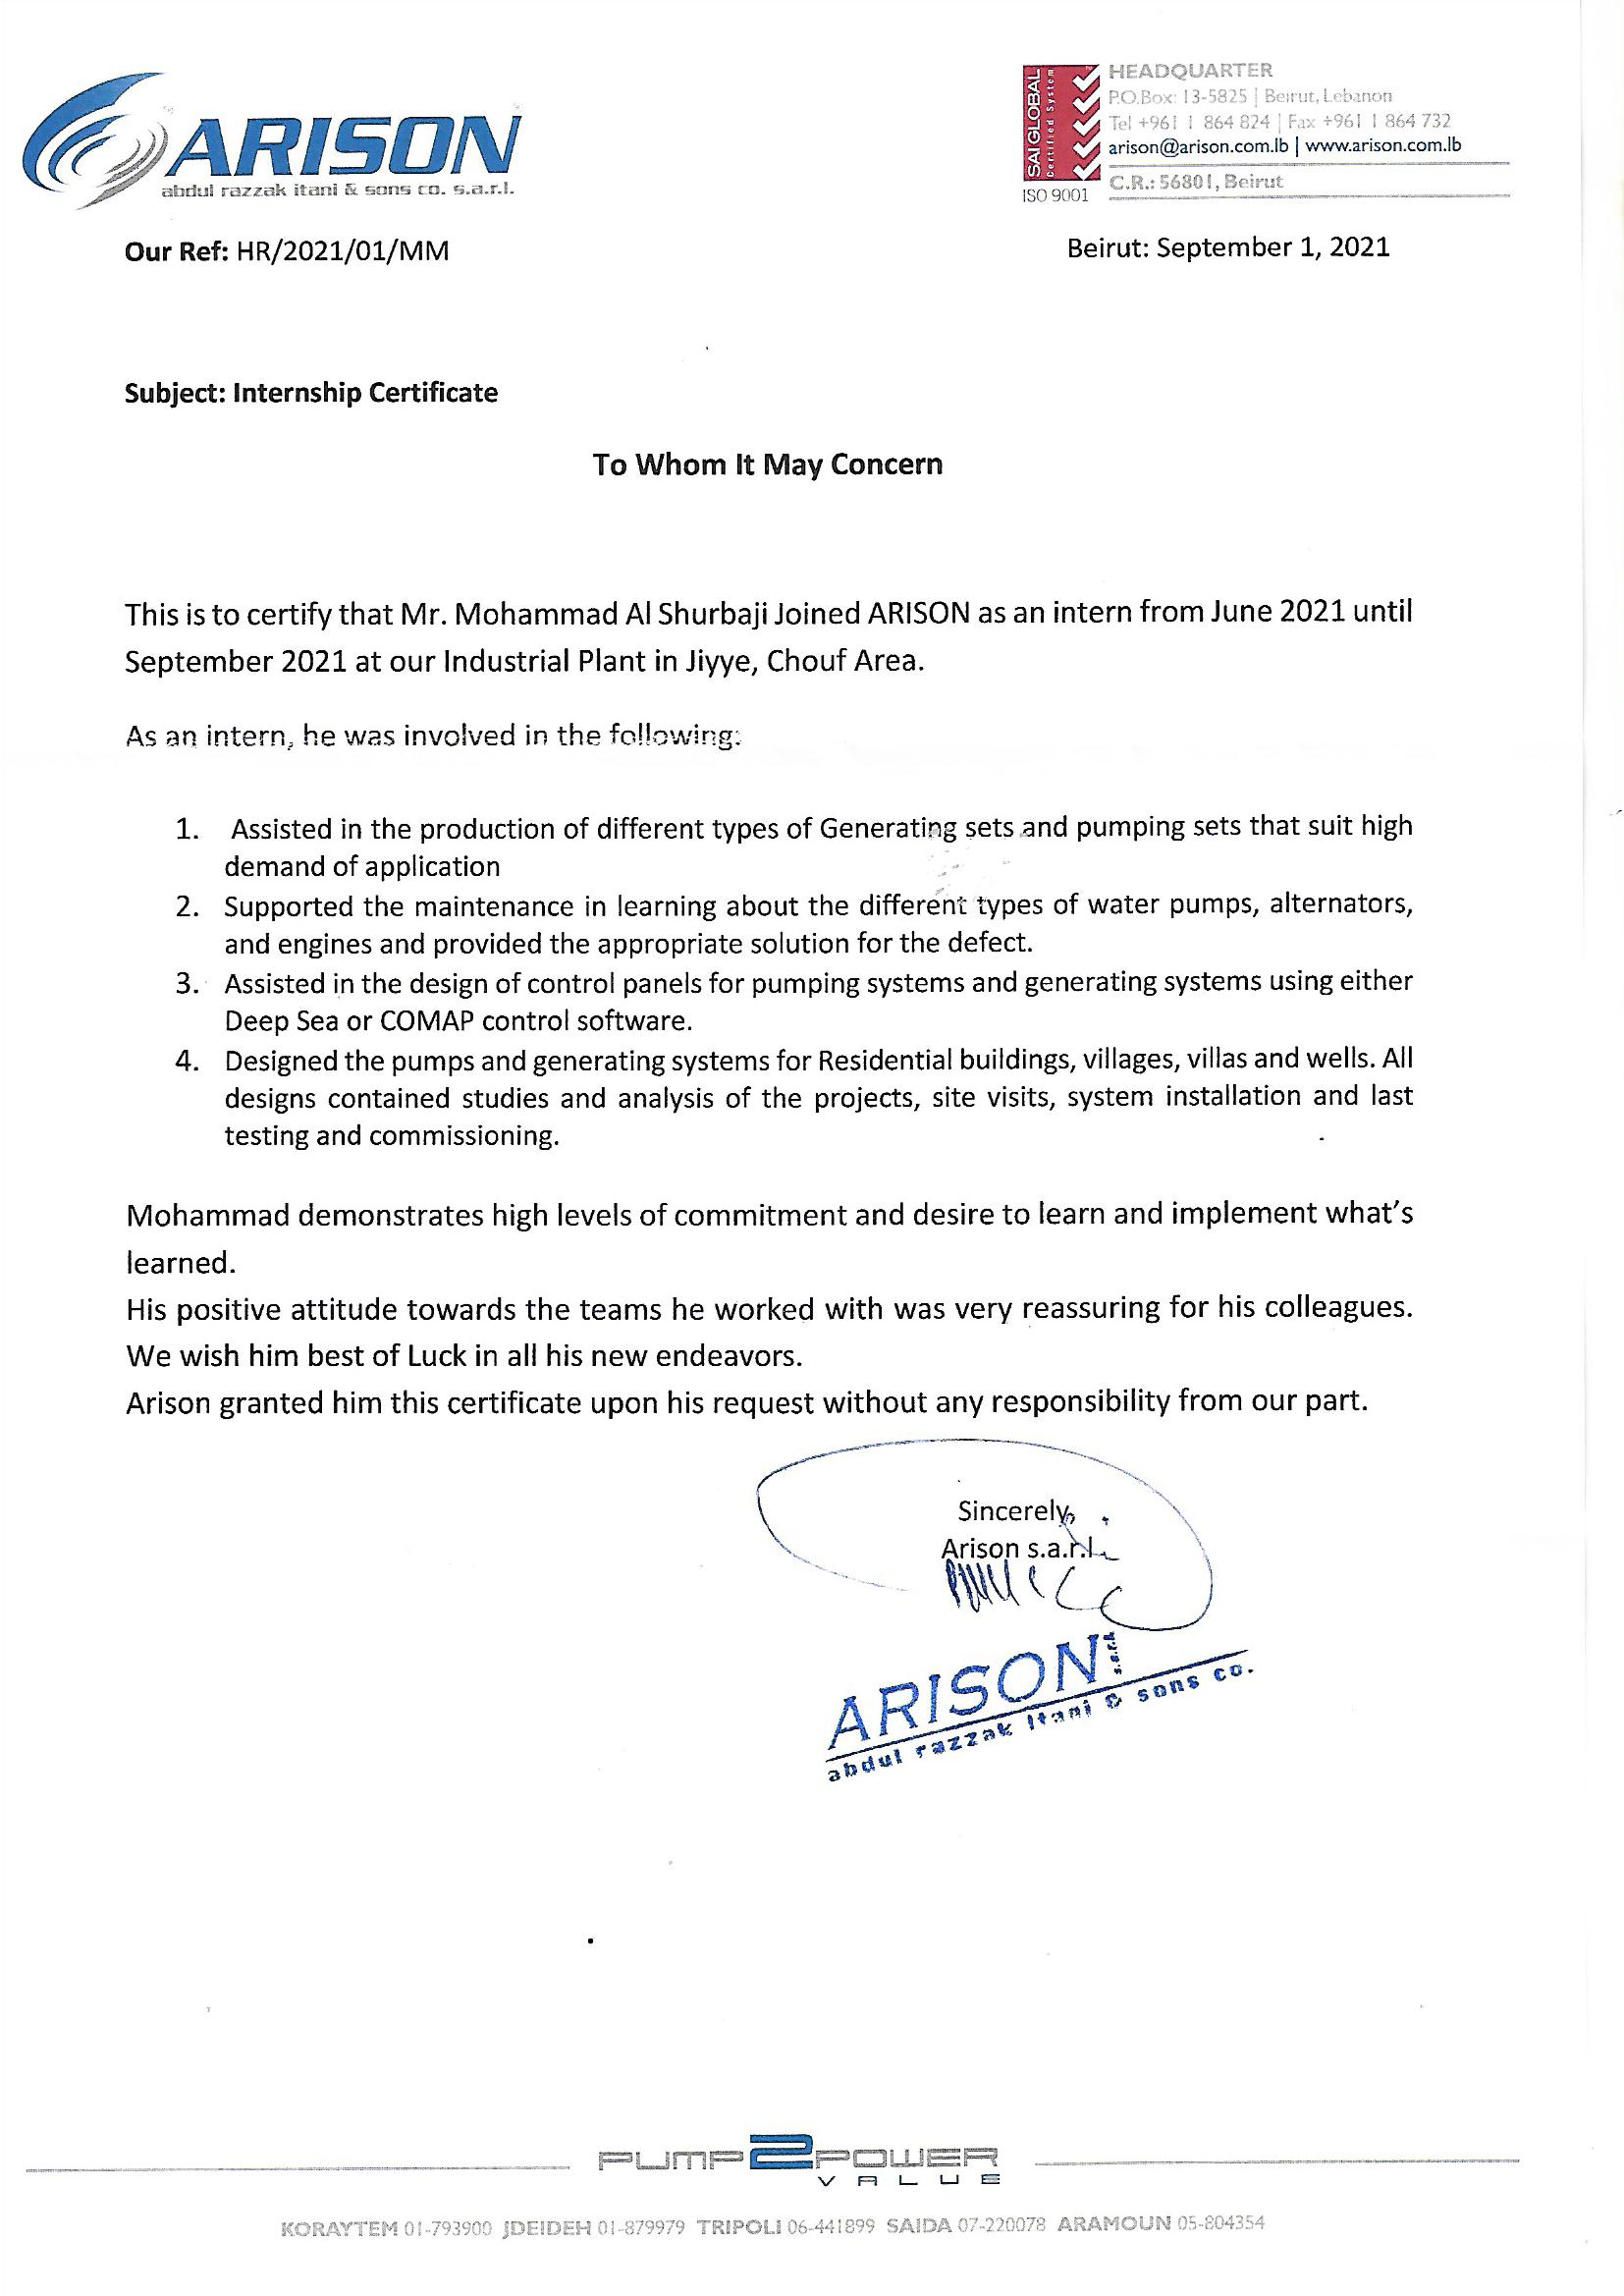 ARISON
abdul razzak itani & sons co. s.a.r.l.
SAI GLOBAL
Certified System
ISO 9001
HEADQUARTER
P.O.Box: 13-5825 | Beirut, Lebanon
Tel +961 1 864 824 | Fax +961 1 864 732
arison@arison.com.lb | www.arison.com.lb
C.R.: 56801, Beirut
Our Ref: HR/2021/01/MM
Beirut: September 1, 2021
Subject: Internship Certificate
To Whom It May Concern
This is to certify that Mr. Mohammad Al Shurbaji Joined ARISON as an intern from June 2021 until
September 2021 at our Industrial Plant in Jiyye, Chouf Area.
As an intern, he was involved in the following:
1. Assisted in the production of different types of Generating sets and pumping sets that suit high
demand of application
2. Supported the maintenance in learning about the different types of water pumps, alternators,
and engines and provided the appropriate solution for the defect.
3. Assisted in the design of control panels for pumping systems and generating systems using either
Deep Sea or COMAP control software.
4. Designed the pumps and generating systems for Residential buildings, villages, villas and wells. All
designs contained studies and analysis of the projects, site visits, system installation and last
testing and commissioning.
Mohammad demonstrates high levels of commitment and desire to learn and implement what's
learned.
His positive attitude towards the teams he worked with was very reassuring for his colleagues.
We wish him best of Luck in all his new endeavors.
Arison granted him this certificate upon his request without any responsibility from our part.
Sincerely,
Arison s.a.r.l.
ARISON s.a.r.l
abdul razzak Itani & sons co.
PUMP2POWER
VALUE
KORAYTEM 01-793900 JDEIDEH 01-879979 TRIPOLI 06-441899 SAIDA 07-220078 ARAMOUN 05-804354